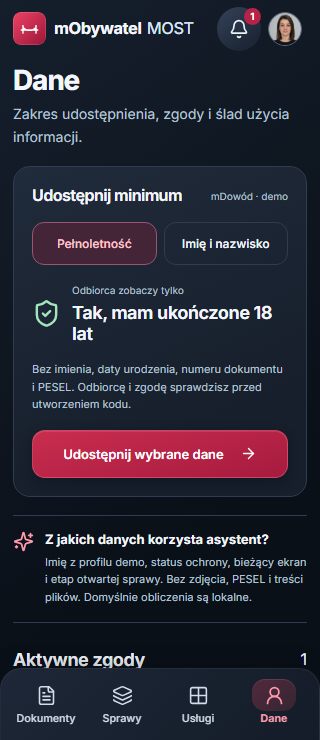 mObywatel MOST
1
Dane
Zakres udostępnienia, zgody i ślad użycia
informacji.
Udostępnij minimum
mDowód · demo
Pełnoletność
Imię i nazwisko
Odbiorca zobaczy tylko
Tak, mam ukończone 18
lat
Bez imienia, daty urodzenia, numeru dokumentu
i PESEL. Odbiorcę i zgodę sprawdzisz przed
utworzeniem kodu.
Udostępnij wybrane dane
Z jakich danych korzysta asystent?
Imię z profilu demo, status ochrony, bieżący ekran
i etap otwartej sprawy. Bez zdjęcia, PESEL i treści
plików. Domyślnie obliczenia są lokalne.
Aktywne zgody
1
Dokumenty
Sprawy
Usługi
Dane